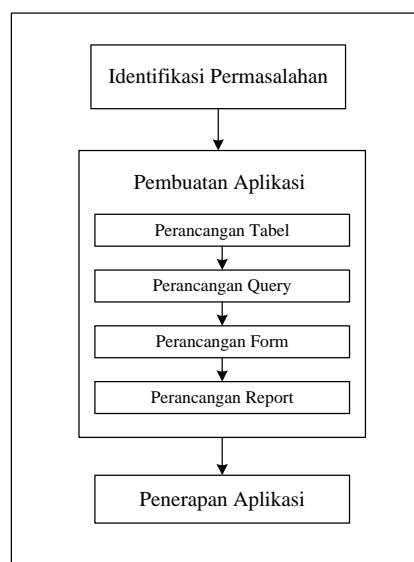 Identifikasi Permasalahan
Pembuatan Aplikasi
Perancangan Tabel
Perancangan Query
Perancangan Form
Perancangan Report
Penerapan Aplikasi